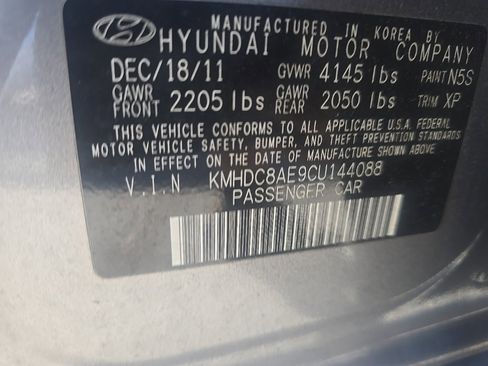 MANUFACTURED IN KOREA BY
HYUNDAI MOTOR COMPANY
DEC/18/11 GVWR 4145 lbs PAINT N5S
GAWR FRONT 2205 lbs GAWR REAR 2050 lbs TRIM XP
THIS VEHICLE CONFORMS TO ALL APPLICABLE U.S.A. FEDERAL
MOTOR VEHICLE SAFETY, BUMPER, AND THEFT PREVENTION STANDARDS
IN EFFECT ON THE DATE OF MANUFACTURE SHOWN ABOVE.
V.I.N KMHDC8AE9CU144088
PASSENGER CAR